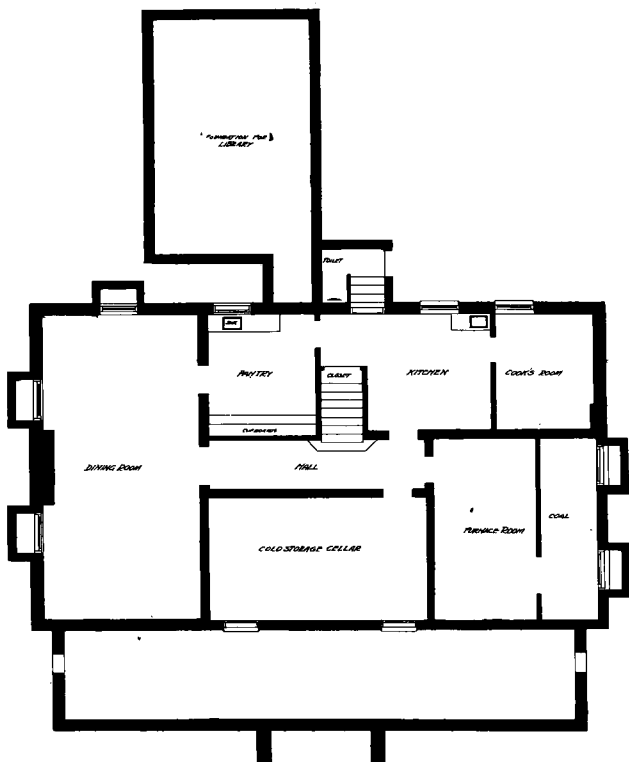 FOUNDATION FOR
LIBRARY
TOILET
PANTRY
CLOSET
KITCHEN
COOK'S ROOM
CUPBOARDS
DINING ROOM
HALL
COLD STORAGE CELLAR
FURNACE ROOM
COAL